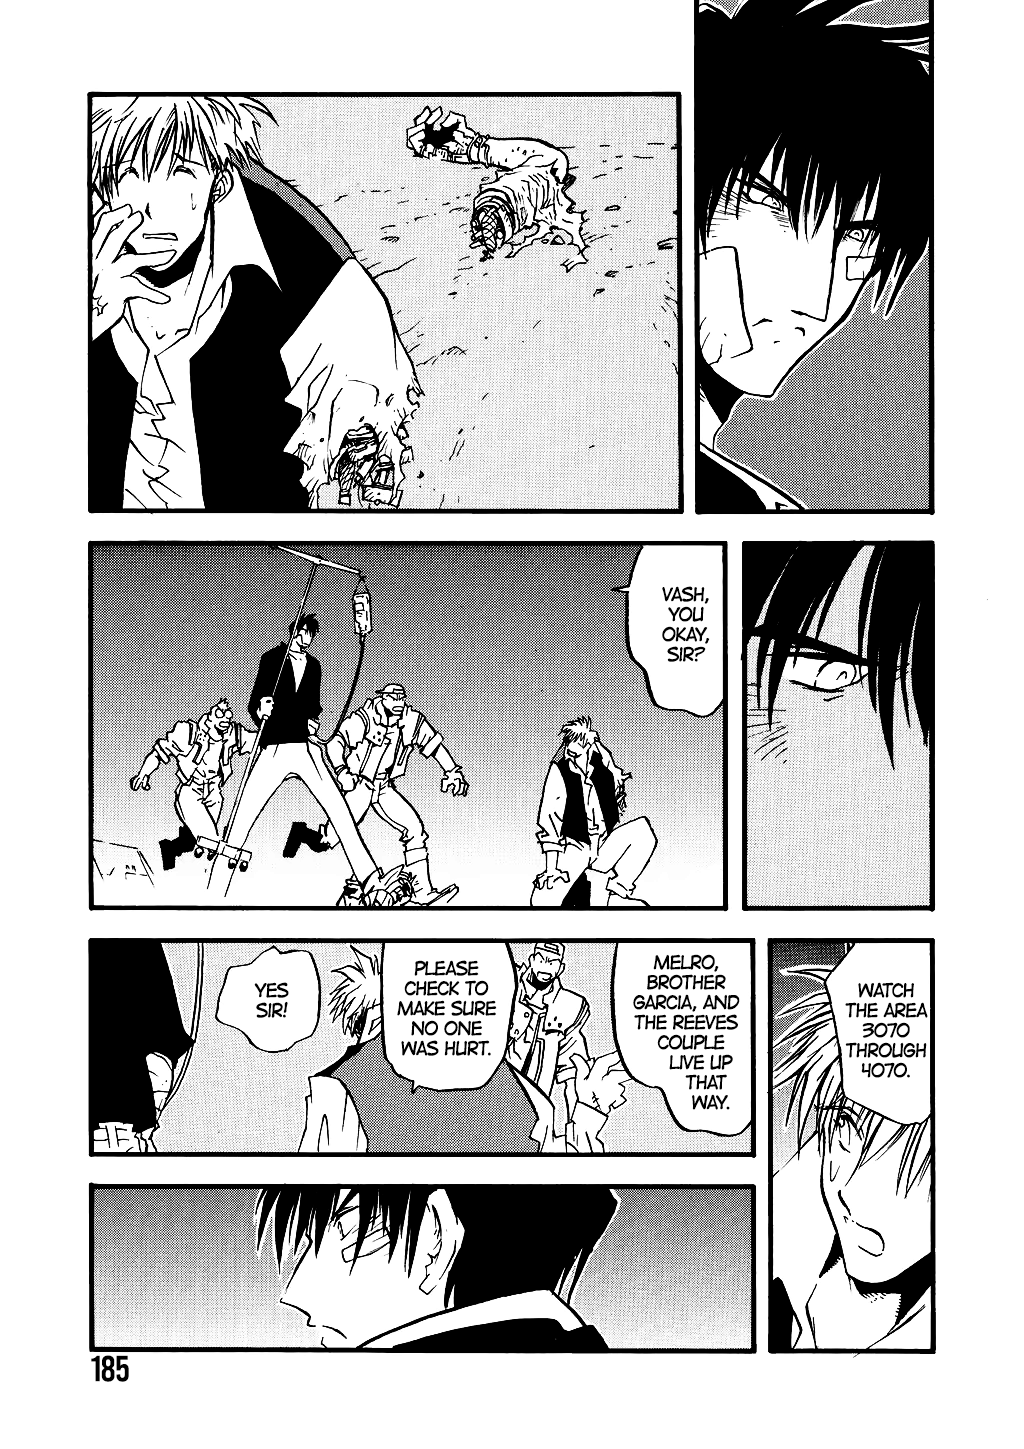 VASH,
YOU
OKAY,
SIR?
WATCH
THE AREA
3070
THROUGH
4070.
MELRO,
BROTHER
GARCIA, AND
THE REEVES
COUPLE
LIVE UP
THAT
WAY.
PLEASE
CHECK TO
MAKE SURE
NO ONE
WAS HURT.
YES
SIR!
185